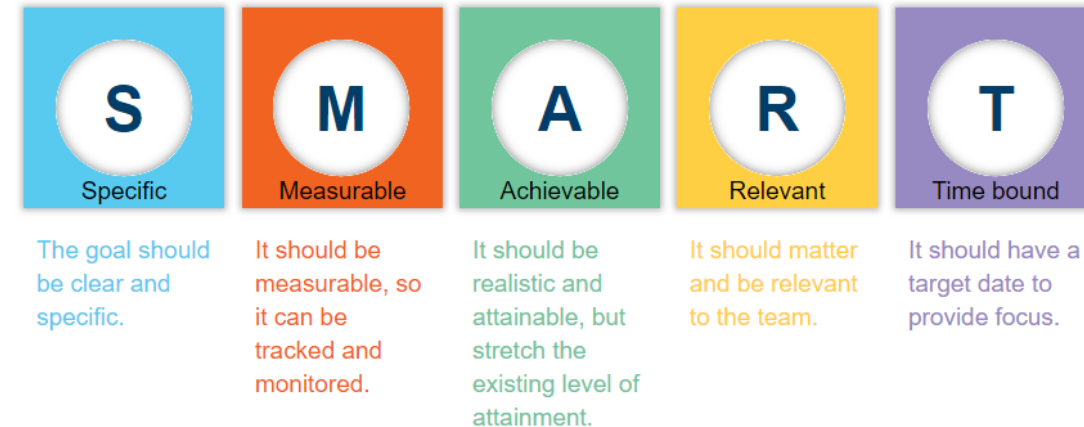 S
Specific
The goal should
be clear and
specific.
M
Measurable
It should be
measurable, so
it can be
tracked and
monitored.
A
Achievable
It should be
realistic and
attainable, but
stretch the
existing level of
attainment.
R
Relevant
It should matter
and be relevant
to the team.
T
Time bound
It should have a
target date to
provide focus.